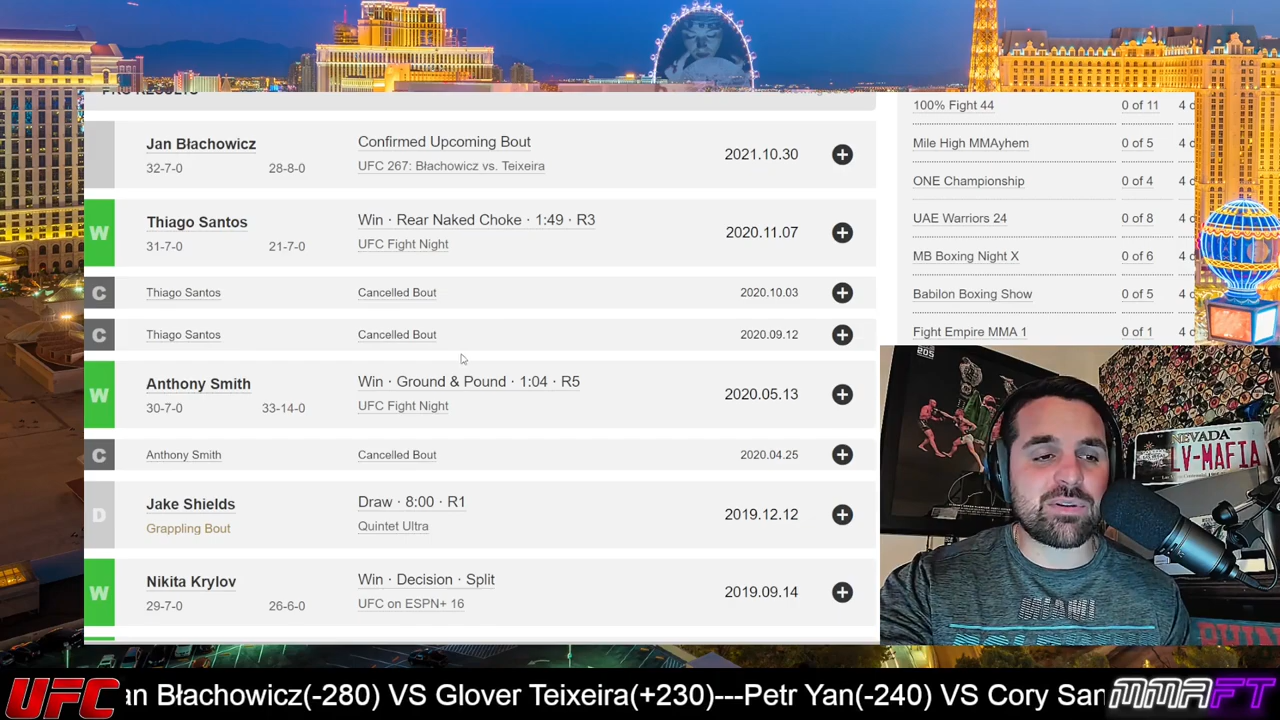 Jan Błachowicz
32-7-0 28-8-0
Confirmed Upcoming Bout
UFC 267: Błachowicz vs. Teixeira
2021.10.30
W
Thiago Santos
31-7-0 21-7-0
Win · Rear Naked Choke · 1:49 · R3
UFC Fight Night
2020.11.07
C Thiago Santos Cancelled Bout 2020.10.03
C Thiago Santos Cancelled Bout 2020.09.12
W
Anthony Smith
30-7-0 33-14-0
Win · Ground & Pound · 1:04 · R5
UFC Fight Night
2020.05.13
C Anthony Smith Cancelled Bout 2020.04.25
D
Jake Shields
Grappling Bout
Draw · 8:00 · R1
Quintet Ultra
2019.12.12
W
Nikita Krylov
29-7-0 26-6-0
Win · Decision · Split
UFC on ESPN+ 16
2019.09.14
100% Fight 44 0 of 11 4
Mile High MMAyhem 0 of 5 4
ONE Championship 0 of 4 4
UAE Warriors 24 0 of 8 4
MB Boxing Night X 0 of 6 4
Babilon Boxing Show 0 of 5 4
Fight Empire MMA 1 0 of 1 4
205
NEVADA
LV-MAFIA
MIAMI
UFC an Błachowicz(-280) VS Glover Teixeira(+230)---Petr Yan(-240) VS Cory San MMAFT